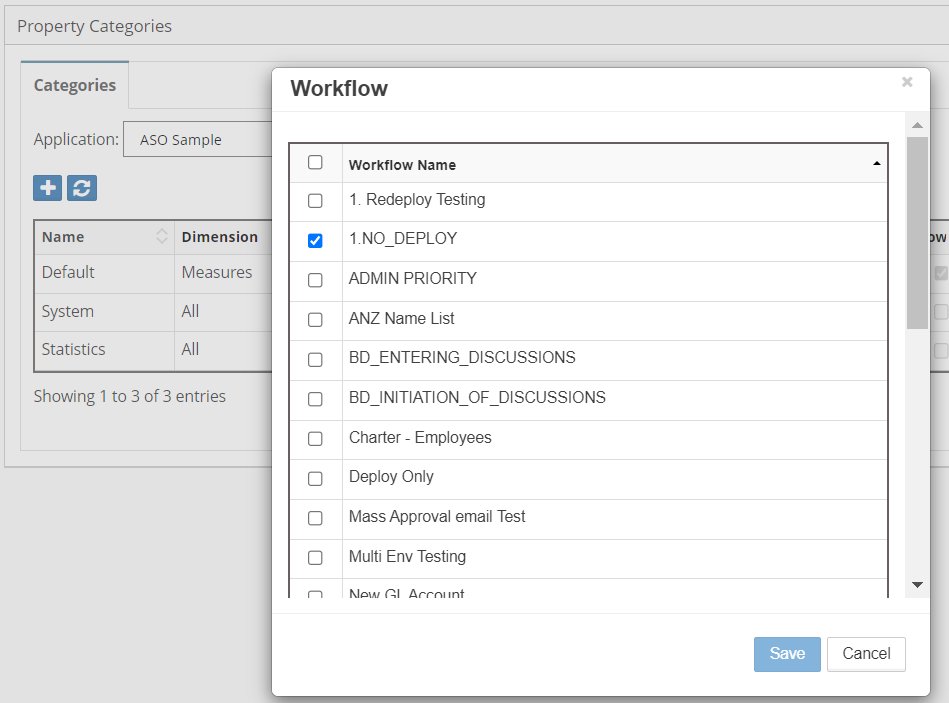 Property Categories
Categories
Application: ASO Sample
Name Dimension
Default Measures
System All
Statistics All
Showing 1 to 3 of 3 entries
Workflow
Workflow Name
1. Redeploy Testing
1.NO_DEPLOY
ADMIN PRIORITY
ANZ Name List
BD_ENTERING_DISCUSSIONS
BD_INITIATION_OF_DISCUSSIONS
Charter - Employees
Deploy Only
Mass Approval email Test
Multi Env Testing
New GL Account
Save Cancel